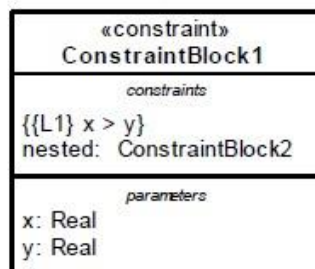 «constraint»
ConstraintBlock1
constraints
{{L1} x > y}
nested: ConstraintBlock2
parameters
x: Real
y: Real